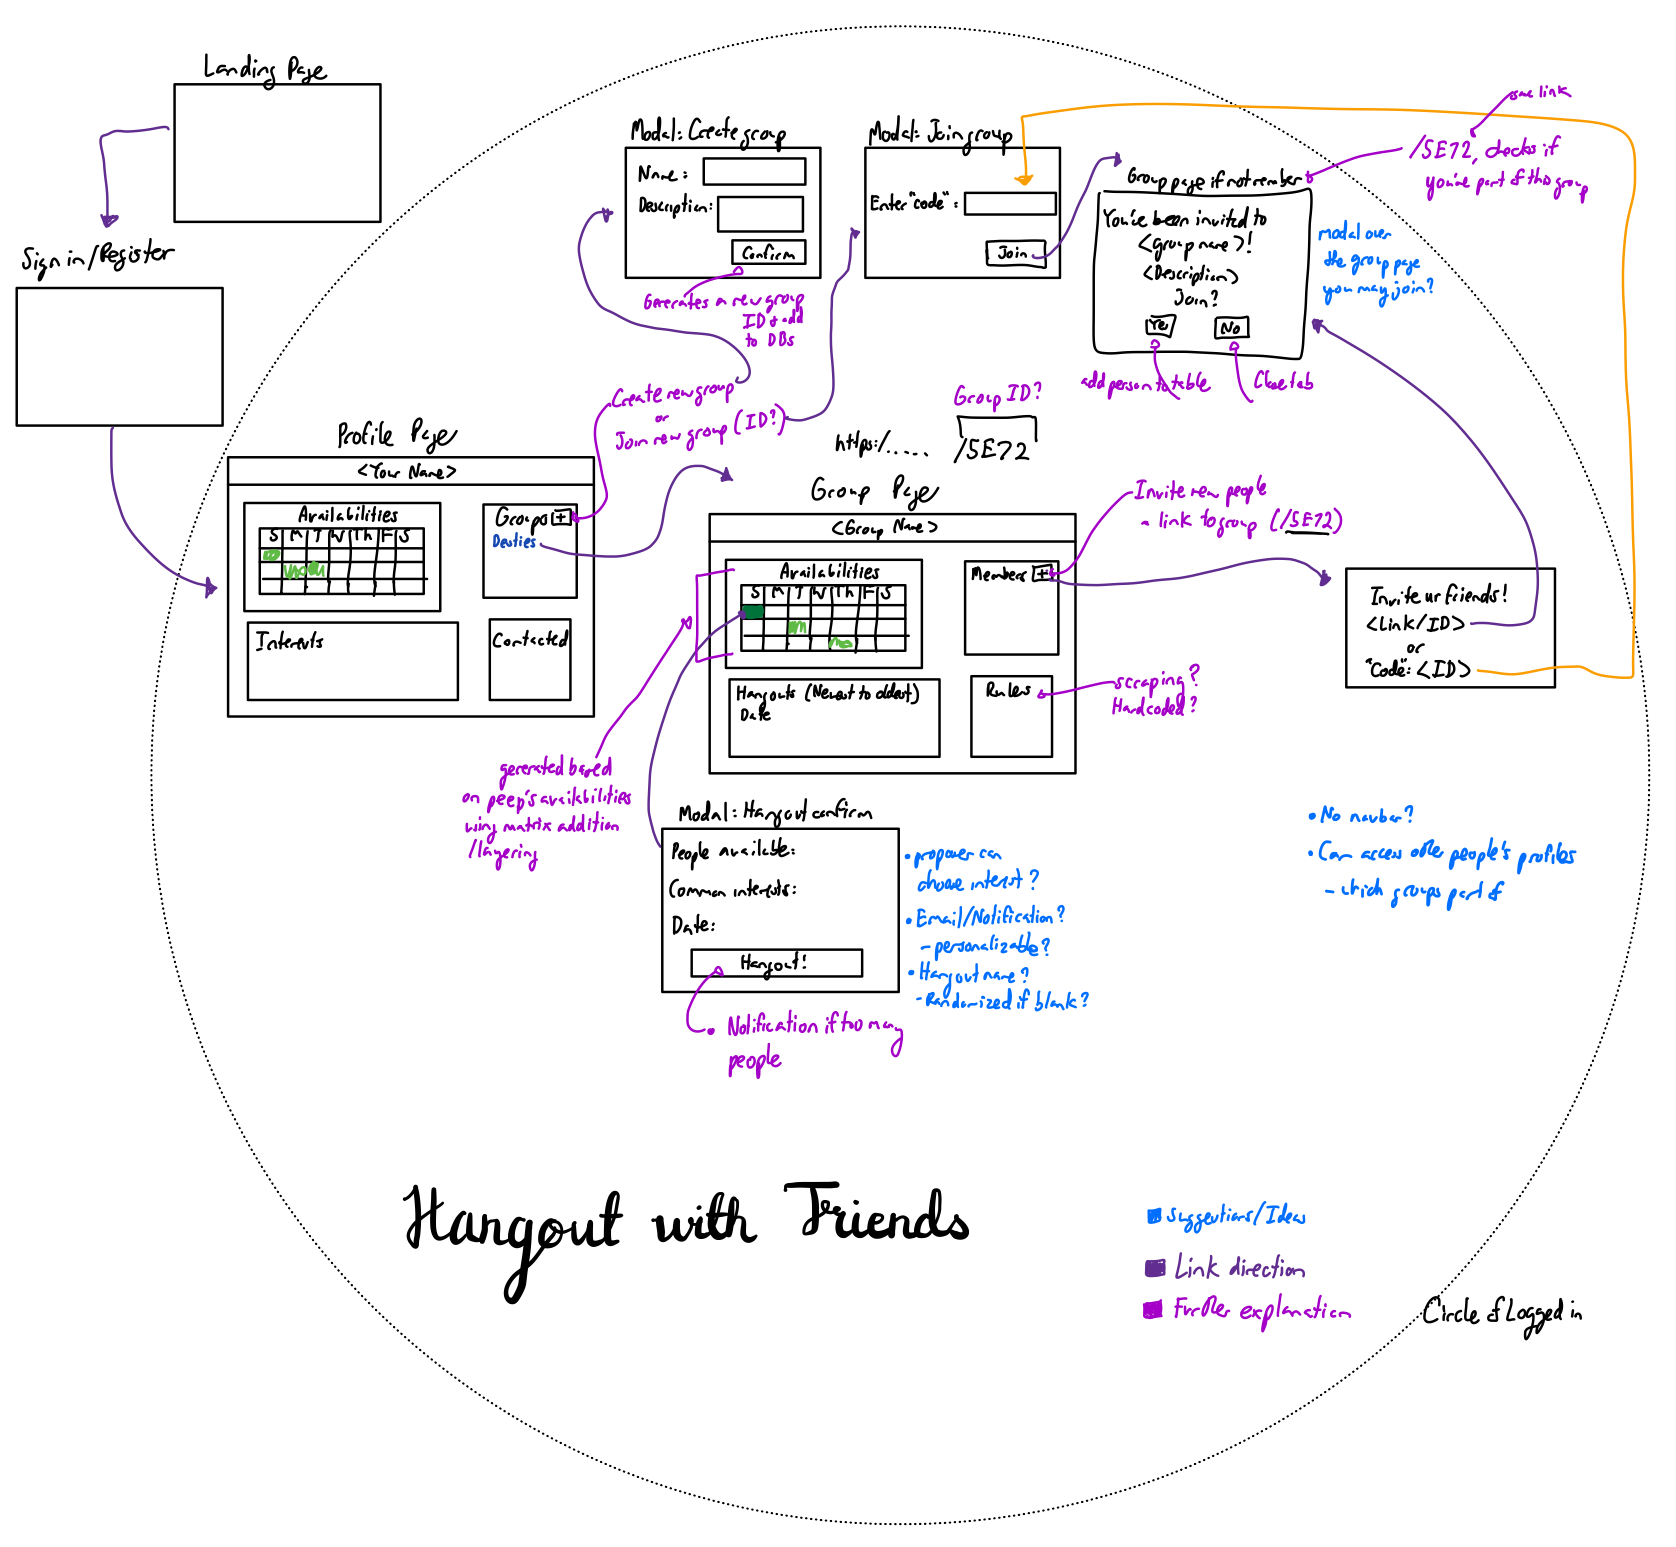 Landing Page
Sign in/Register
Modal: Create group
Name:
Description:
Confirm
Generates a new group
ID & add
to DBs
Modal: Join group
Enter "code":
Join
same link
/5E72, checks if
you're part of this group
Group page if not member
You've been invited to
<group name>!
<Description>
Join?
Yes
No
add person to table
Close tab
modal over
the group page
you may join?
Create new group
or
Join new group (ID?)
Group ID?
https:/.....
/5E72
Profile Page
<Your Name>
Availabilities
S M T W Th F S
Groups +
Interests
Contacted
Group Page
<Group Name>
Availabilities
S M T W Th F S
Members +
Hangouts (Newest to oldest)
Date
Rules
Invite new people
- link to group (/5E72)
Invite ur friends!
<Link/ID>
or
"Code": <ID>
scraping?
Hardcoded?
generated based
on peep's availabilities
using matrix addition
/layering
Modal: Hangout confirm
People available:
Common interests:
Date:
Hangout!
• Notification if too many
people
• proposer can
choose interest?
• Email/Notification?
- personalizable?
• Hangout name?
- Randomized if blank?
• No navbar?
• Can access other people's profiles
- which groups part of
Hangout with Friends
Suggestions/Ideas
Link direction
Further explanation
Circle of Logged in